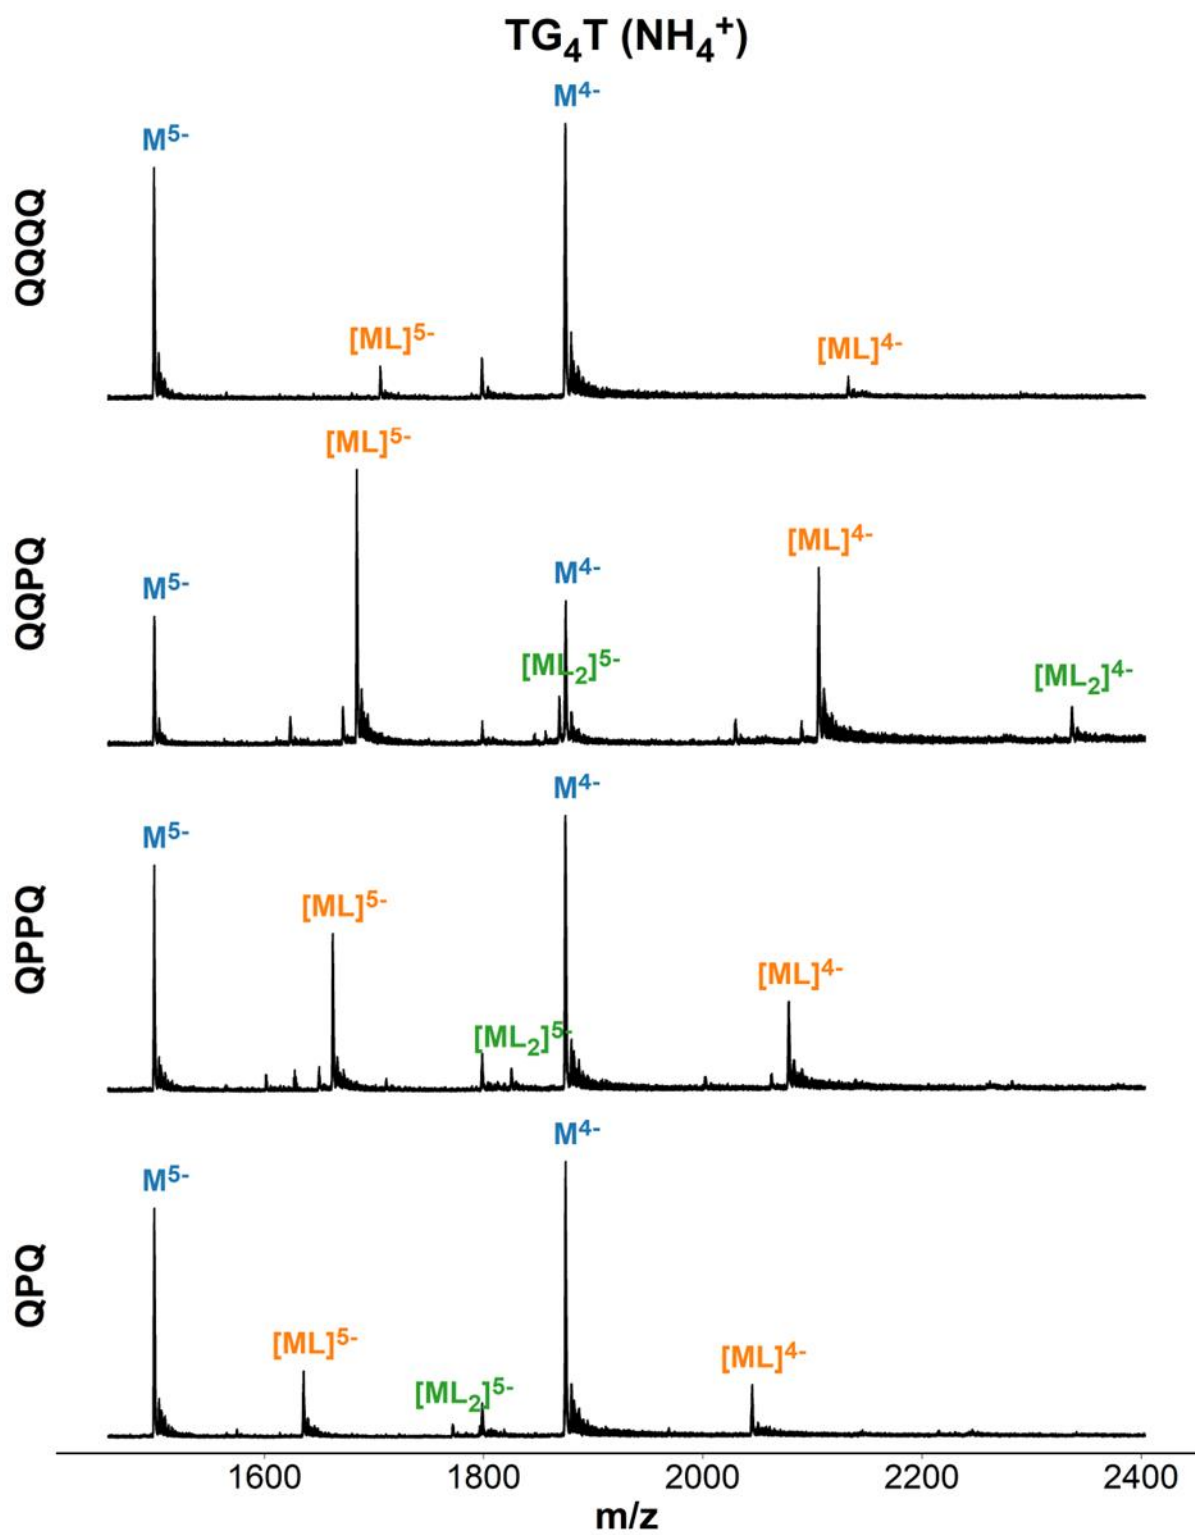 TG₄T (NH₄⁺)
QQQQ
M⁵⁻
[ML]⁵⁻
M⁴⁻
[ML]⁴⁻
QQPQ
M⁵⁻
[ML]⁵⁻
[ML₂]⁵⁻
M⁴⁻
[ML]⁴⁻
[ML₂]⁴⁻
QPPQ
M⁵⁻
[ML]⁵⁻
[ML₂]⁵⁻
M⁴⁻
[ML]⁴⁻
QPQ
M⁵⁻
[ML]⁵⁻
[ML₂]⁵⁻
M⁴⁻
[ML]⁴⁻
1600 1800 2000 2200 2400
m/z